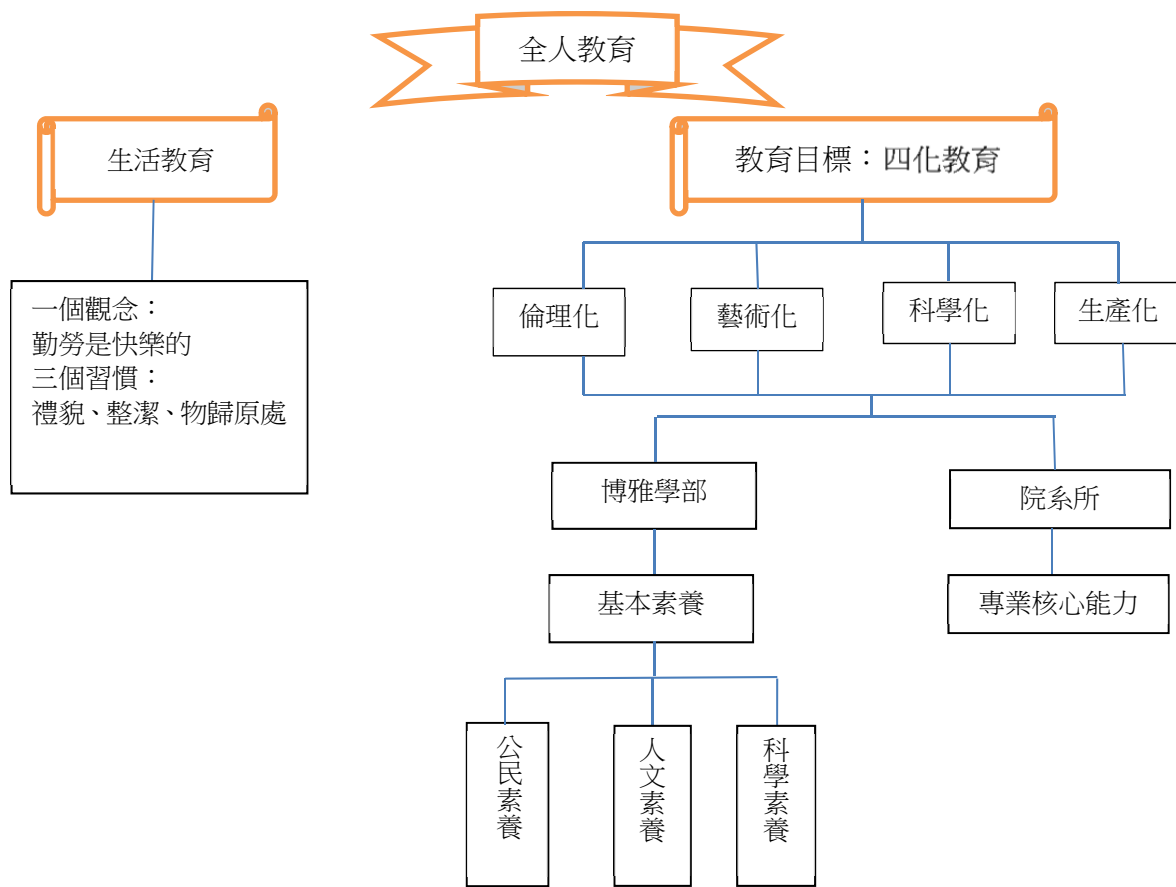 全人教育
生活教育
教育目標：四化教育
一個觀念：
勤勞是快樂的
三個習慣：
禮貌、整潔、物歸原處
倫理化
藝術化
科學化
生產化
博雅學部
院系所
基本素養
專業核心能力
公民素養
人文素養
科學素養